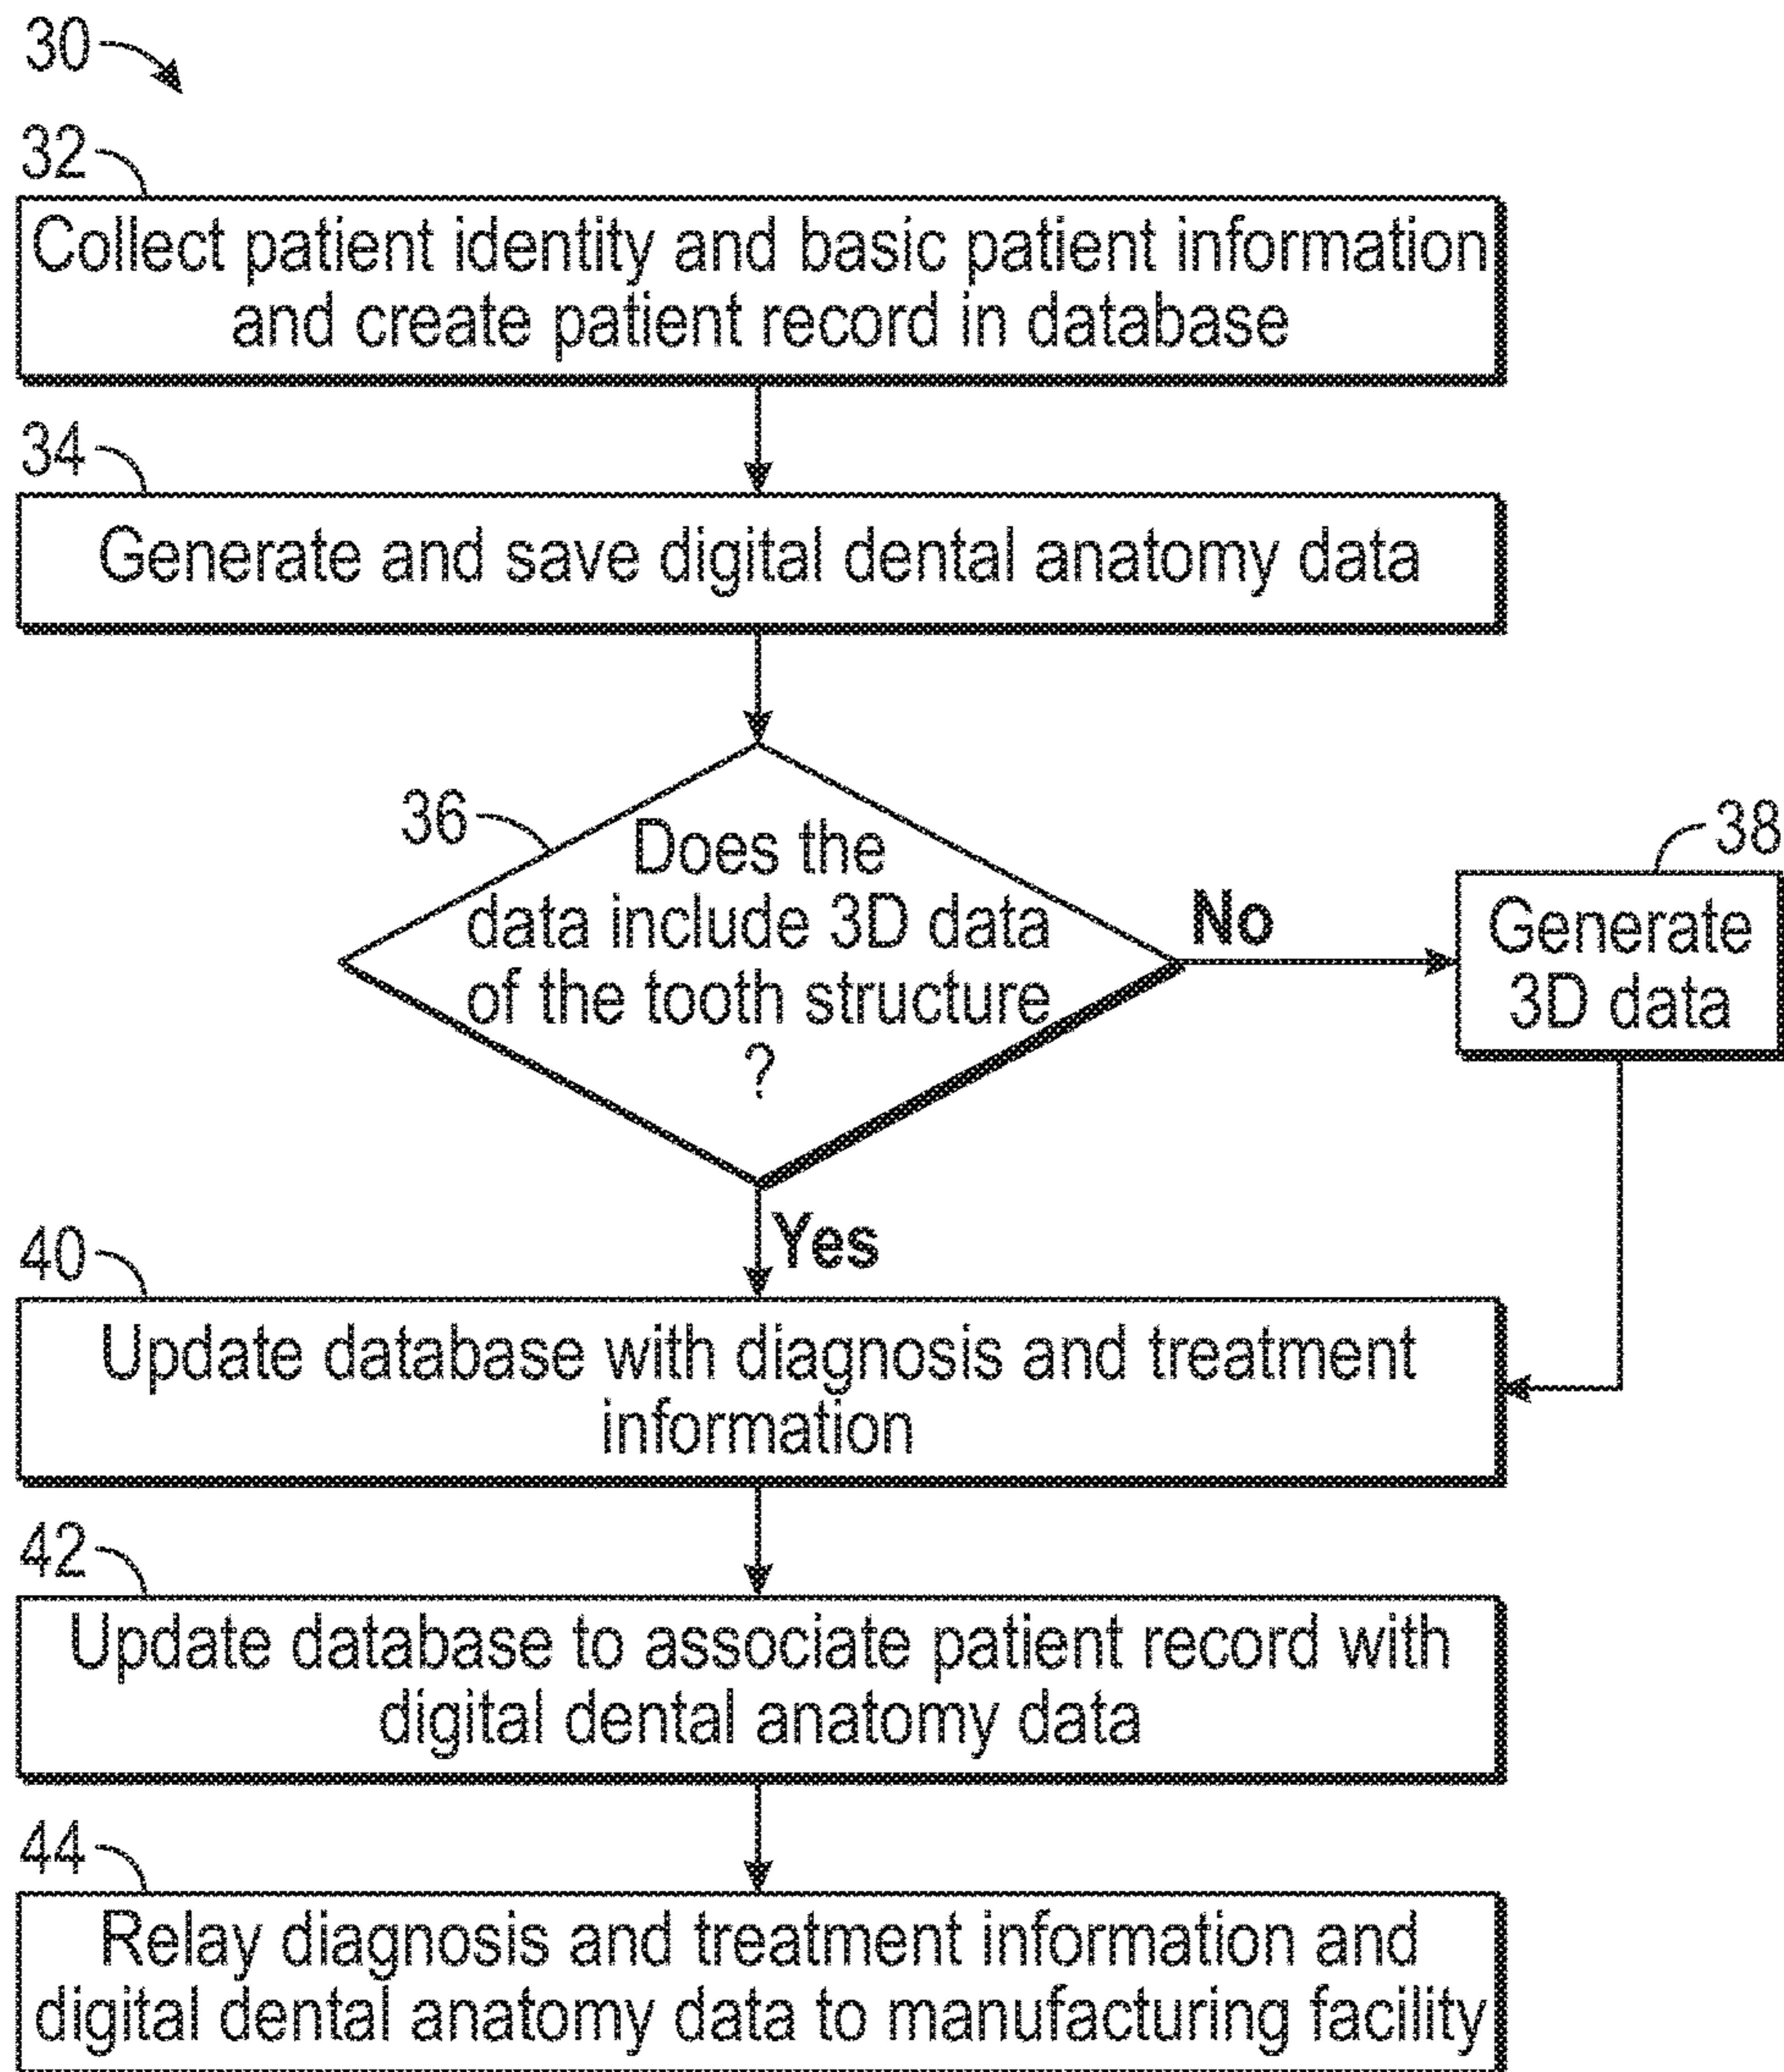 30
32
Collect patient identity and basic patient information
and create patient record in database
34
Generate and save digital dental anatomy data
36
Does the
data include 3D data
of the tooth structure
?
No
38
Generate
3D data
Yes
40
Update database with diagnosis and treatment
information
42
Update database to associate patient record with
digital dental anatomy data
44
Relay diagnosis and treatment information and
digital dental anatomy data to manufacturing facility